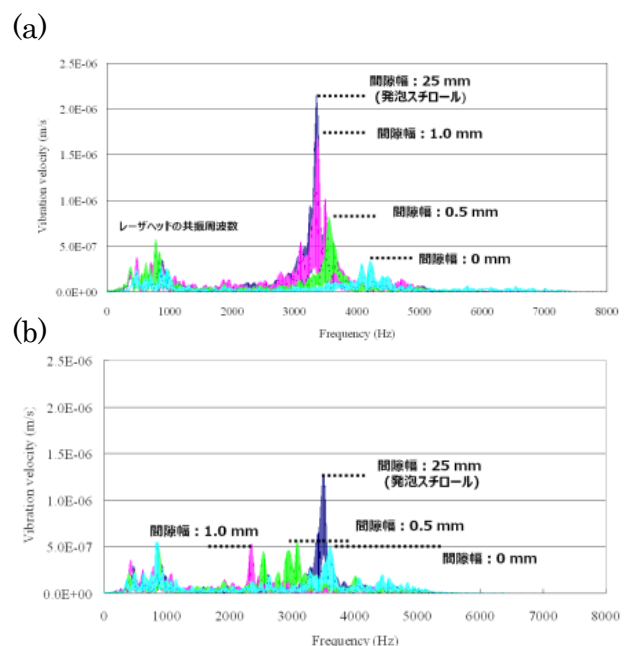 (a)
2.5E-06
2.0E-06
1.5E-06
1.0E-06
5.0E-07
0.0E+00
Vibration velocity (m/s
間隙幅：25 mm
(発泡スチロール)
間隙幅：1.0 mm
間隙幅：0.5 mm
間隙幅：0 mm
レーザヘッドの共振周波数
0 1000 2000 3000 4000 5000 6000 7000 8000
Frequency (Hz)
(b)
2.5E-06
2.0E-06
1.5E-06
1.0E-06
5.0E-07
0.0E+00
Vibration velocity (m/s)
間隙幅：25 mm
(発泡スチロール)
間隙幅：1.0 mm
間隙幅：0.5 mm
間隙幅：0 mm
0 1000 2000 3000 4000 5000 6000 7000 8000
Frequency (Hz)